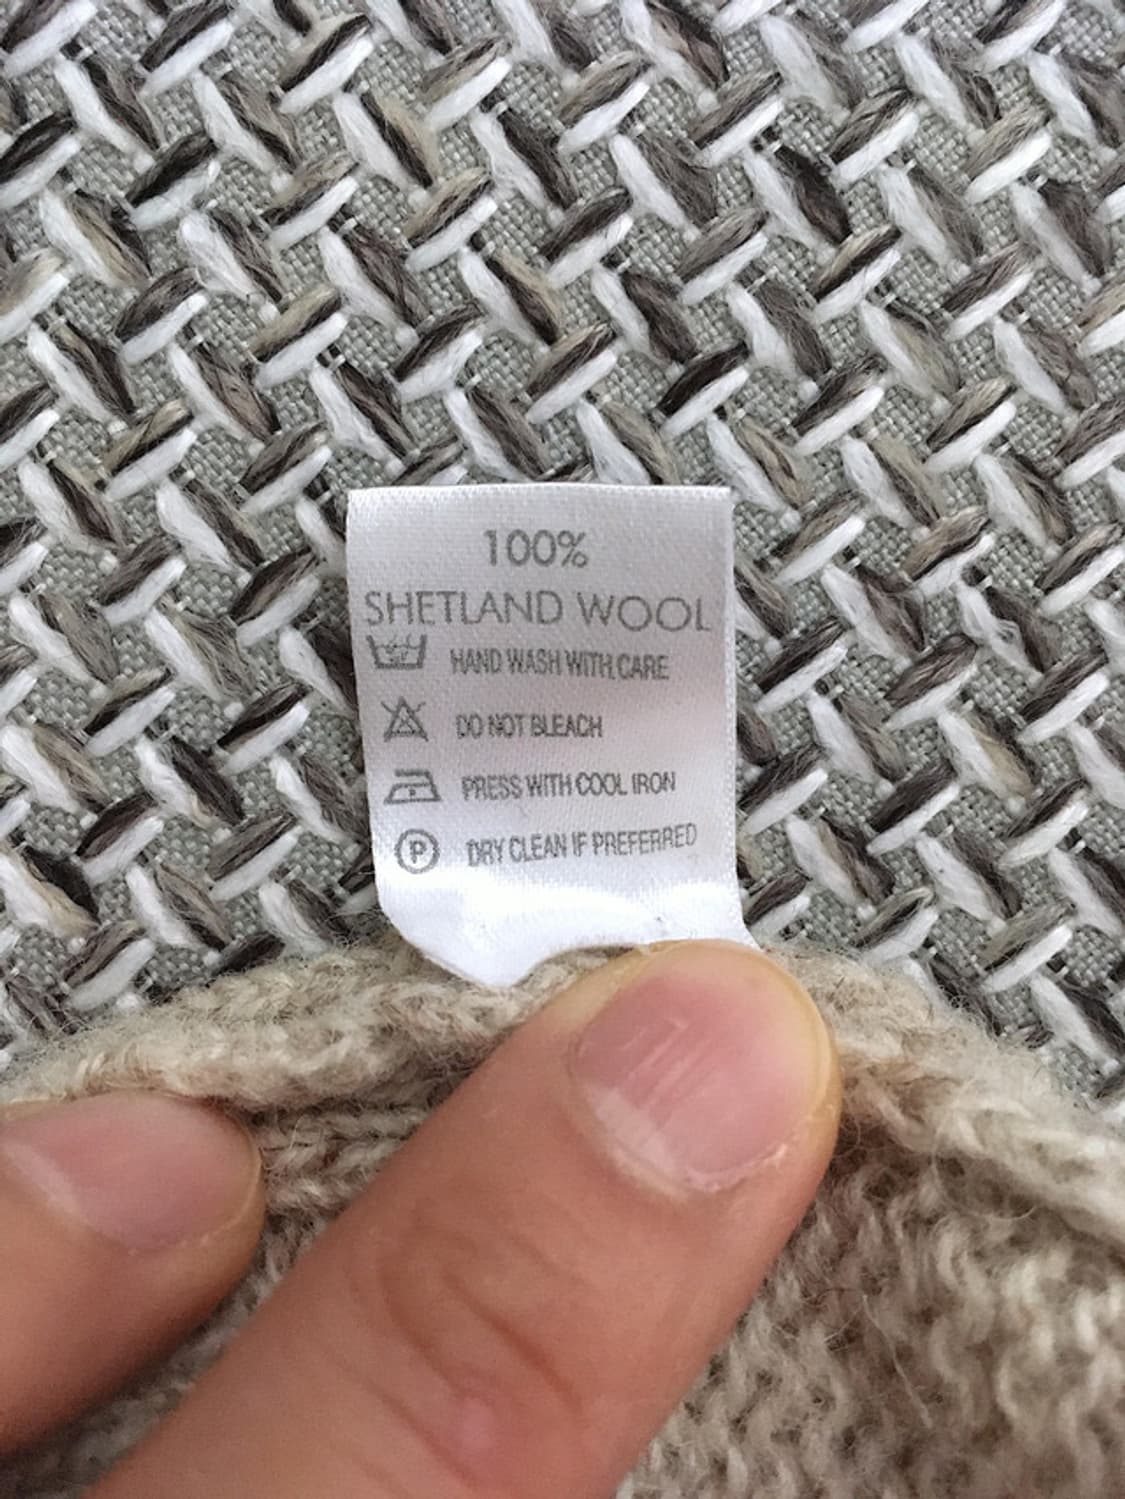 100%
SHETLAND WOOL
HAND WASH WITH CARE
DO NOT BLEACH
PRESS WITH COOL IRON
P DRY CLEAN IF PREFERRED